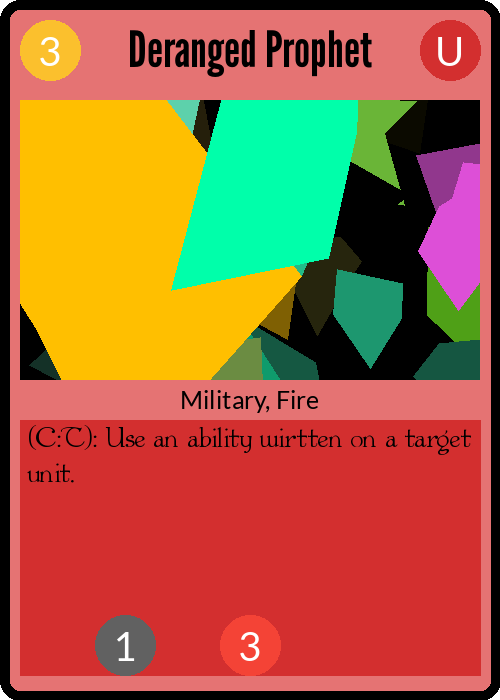 3 Deranged Prophet U
Military, Fire
(C:T): Use an ability wirtten on a target
unit.
1 3